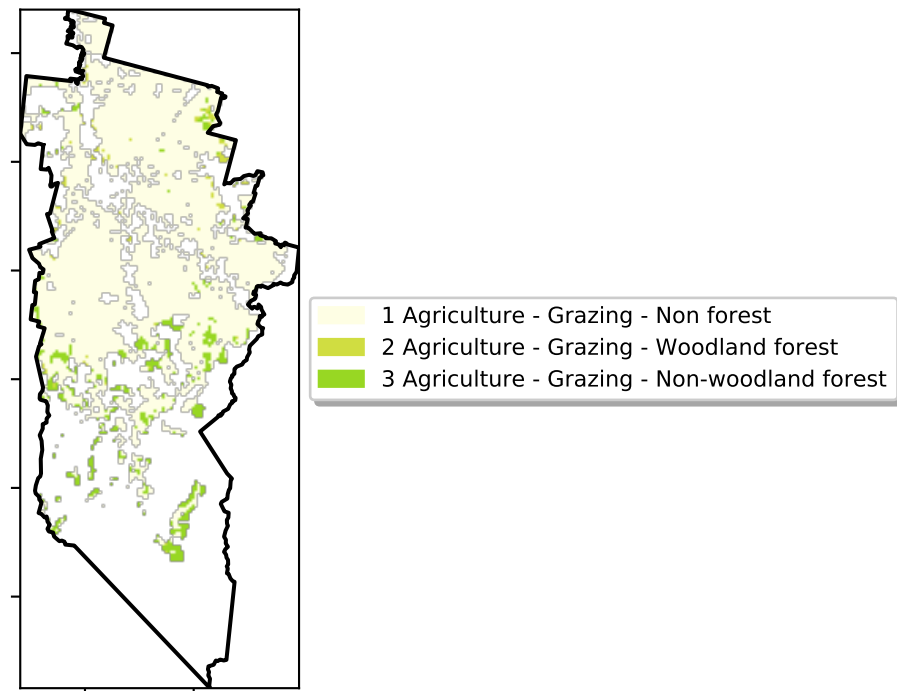 1 Agriculture - Grazing - Non forest
2 Agriculture - Grazing - Woodland forest
3 Agriculture - Grazing - Non-woodland forest